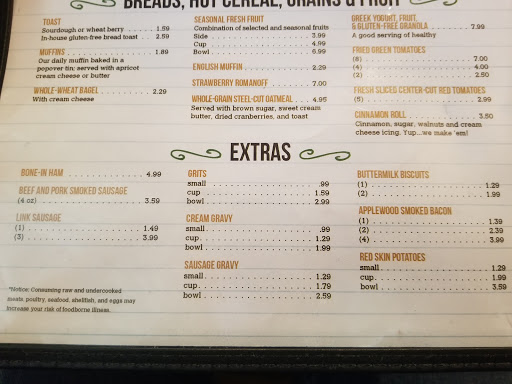 BREADS, HOT CEREAL, GRAINS & FRUIT
TOAST
Sourdough or wheat berry . . . . 1.59
In-house gluten-free bread toast . 2.59
MUFFINS . . . . . . . . . . . . 1.89
Our daily muffin baked in a
popover tin; served with apricot
cream cheese or butter
WHOLE-WHEAT BAGEL . . . . . . . 2.29
With cream cheese
SEASONAL FRESH FRUIT
Combination of selected and seasonal fruits
Side . . . . . . . . . . . . 3.99
Cup . . . . . . . . . . . . 4.99
Bowl . . . . . . . . . . . . 6.99
ENGLISH MUFFIN . . . . . . . . 2.29
STRAWBERRY ROMANOFF . . . . . . 7.00
WHOLE-GRAIN STEEL-CUT OATMEAL . . 4.95
Served with brown sugar, sweet cream
butter, dried cranberries, and toast
GREEK YOGURT, FRUIT,
& GLUTEN-FREE GRANOLA . . . . . 7.99
A good serving of healthy
FRIED GREEN TOMATOES
(8) . . . . . . . . . . . . 7.00
(4) . . . . . . . . . . . . 4.00
(2) . . . . . . . . . . . . 2.50
FRESH SLICED CENTER-CUT RED TOMATOES
(5) . . . . . . . . . . . . 2.99
CINNAMON ROLL . . . . . . . . . 3.50
Cinnamon, sugar, walnuts and cream
cheese icing. Yup...we make 'em!
EXTRAS
BONE-IN HAM . . . . . . . . . . 4.99
BEEF AND PORK SMOKED SAUSAGE
(4 oz) . . . . . . . . . . . 3.59
LINK SAUSAGE
(1) . . . . . . . . . . . . 1.49
(3) . . . . . . . . . . . . 3.99
*Notice: Consuming raw and undercooked
meats, poultry, seafood, shellfish, and eggs may
increase your risk of foodborne illness.
GRITS
small . . . . . . . . . . . .99
cup . . . . . . . . . . . . 1.59
bowl . . . . . . . . . . . . 2.99
CREAM GRAVY
small . . . . . . . . . . . .99
cup . . . . . . . . . . . . 1.29
bowl . . . . . . . . . . . . 1.99
SAUSAGE GRAVY
small . . . . . . . . . . . 1.29
cup . . . . . . . . . . . . 1.79
bowl . . . . . . . . . . . . 2.59
BUTTERMILK BISCUITS
(1) . . . . . . . . . . . . 1.29
(2) . . . . . . . . . . . . 1.99
APPLEWOOD SMOKED BACON
(1) . . . . . . . . . . . . 1.39
(2) . . . . . . . . . . . . 2.39
(4) . . . . . . . . . . . . 3.99
RED SKIN POTATOES
small . . . . . . . . . . . 1.29
cup . . . . . . . . . . . . 1.99
bowl . . . . . . . . . . . . 3.59